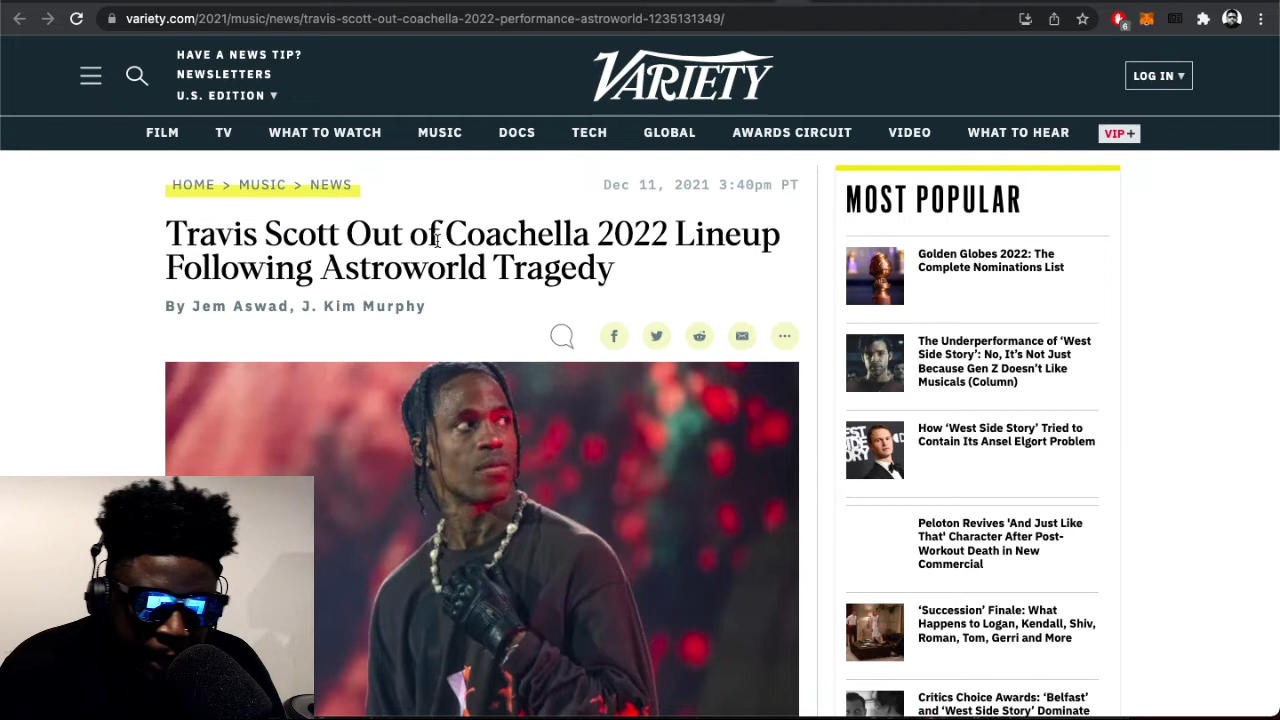 variety.com/2021/music/news/travis-scott-out-coachella-2022-performance-astroworld-1235131349/
6
HAVE A NEWS TIP?
NEWSLETTERS
U.S. EDITION ▼
VARIETY
LOG IN ▼
FILM TV WHAT TO WATCH MUSIC DOCS TECH GLOBAL AWARDS CIRCUIT VIDEO WHAT TO HEAR VIP+
HOME > MUSIC > NEWS
Dec 11, 2021 3:40pm PT
Travis Scott Out of Coachella 2022 Lineup
Following Astroworld Tragedy
By Jem Aswad, J. Kim Murphy
MOST POPULAR
Golden Globes 2022: The
Complete Nominations List
The Underperformance of ‘West
Side Story’: No, It’s Not Just
Because Gen Z Doesn’t Like
Musicals (Column)
How ‘West Side Story’ Tried to
Contain Its Ansel Elgort Problem
Peloton Revives 'And Just Like
That' Character After Post-
Workout Death in New
Commercial
‘Succession’ Finale: What
Happens to Logan, Kendall, Shiv,
Roman, Tom, Gerri and More
Critics Choice Awards: ‘Belfast’
and ‘West Side Story’ Dominate